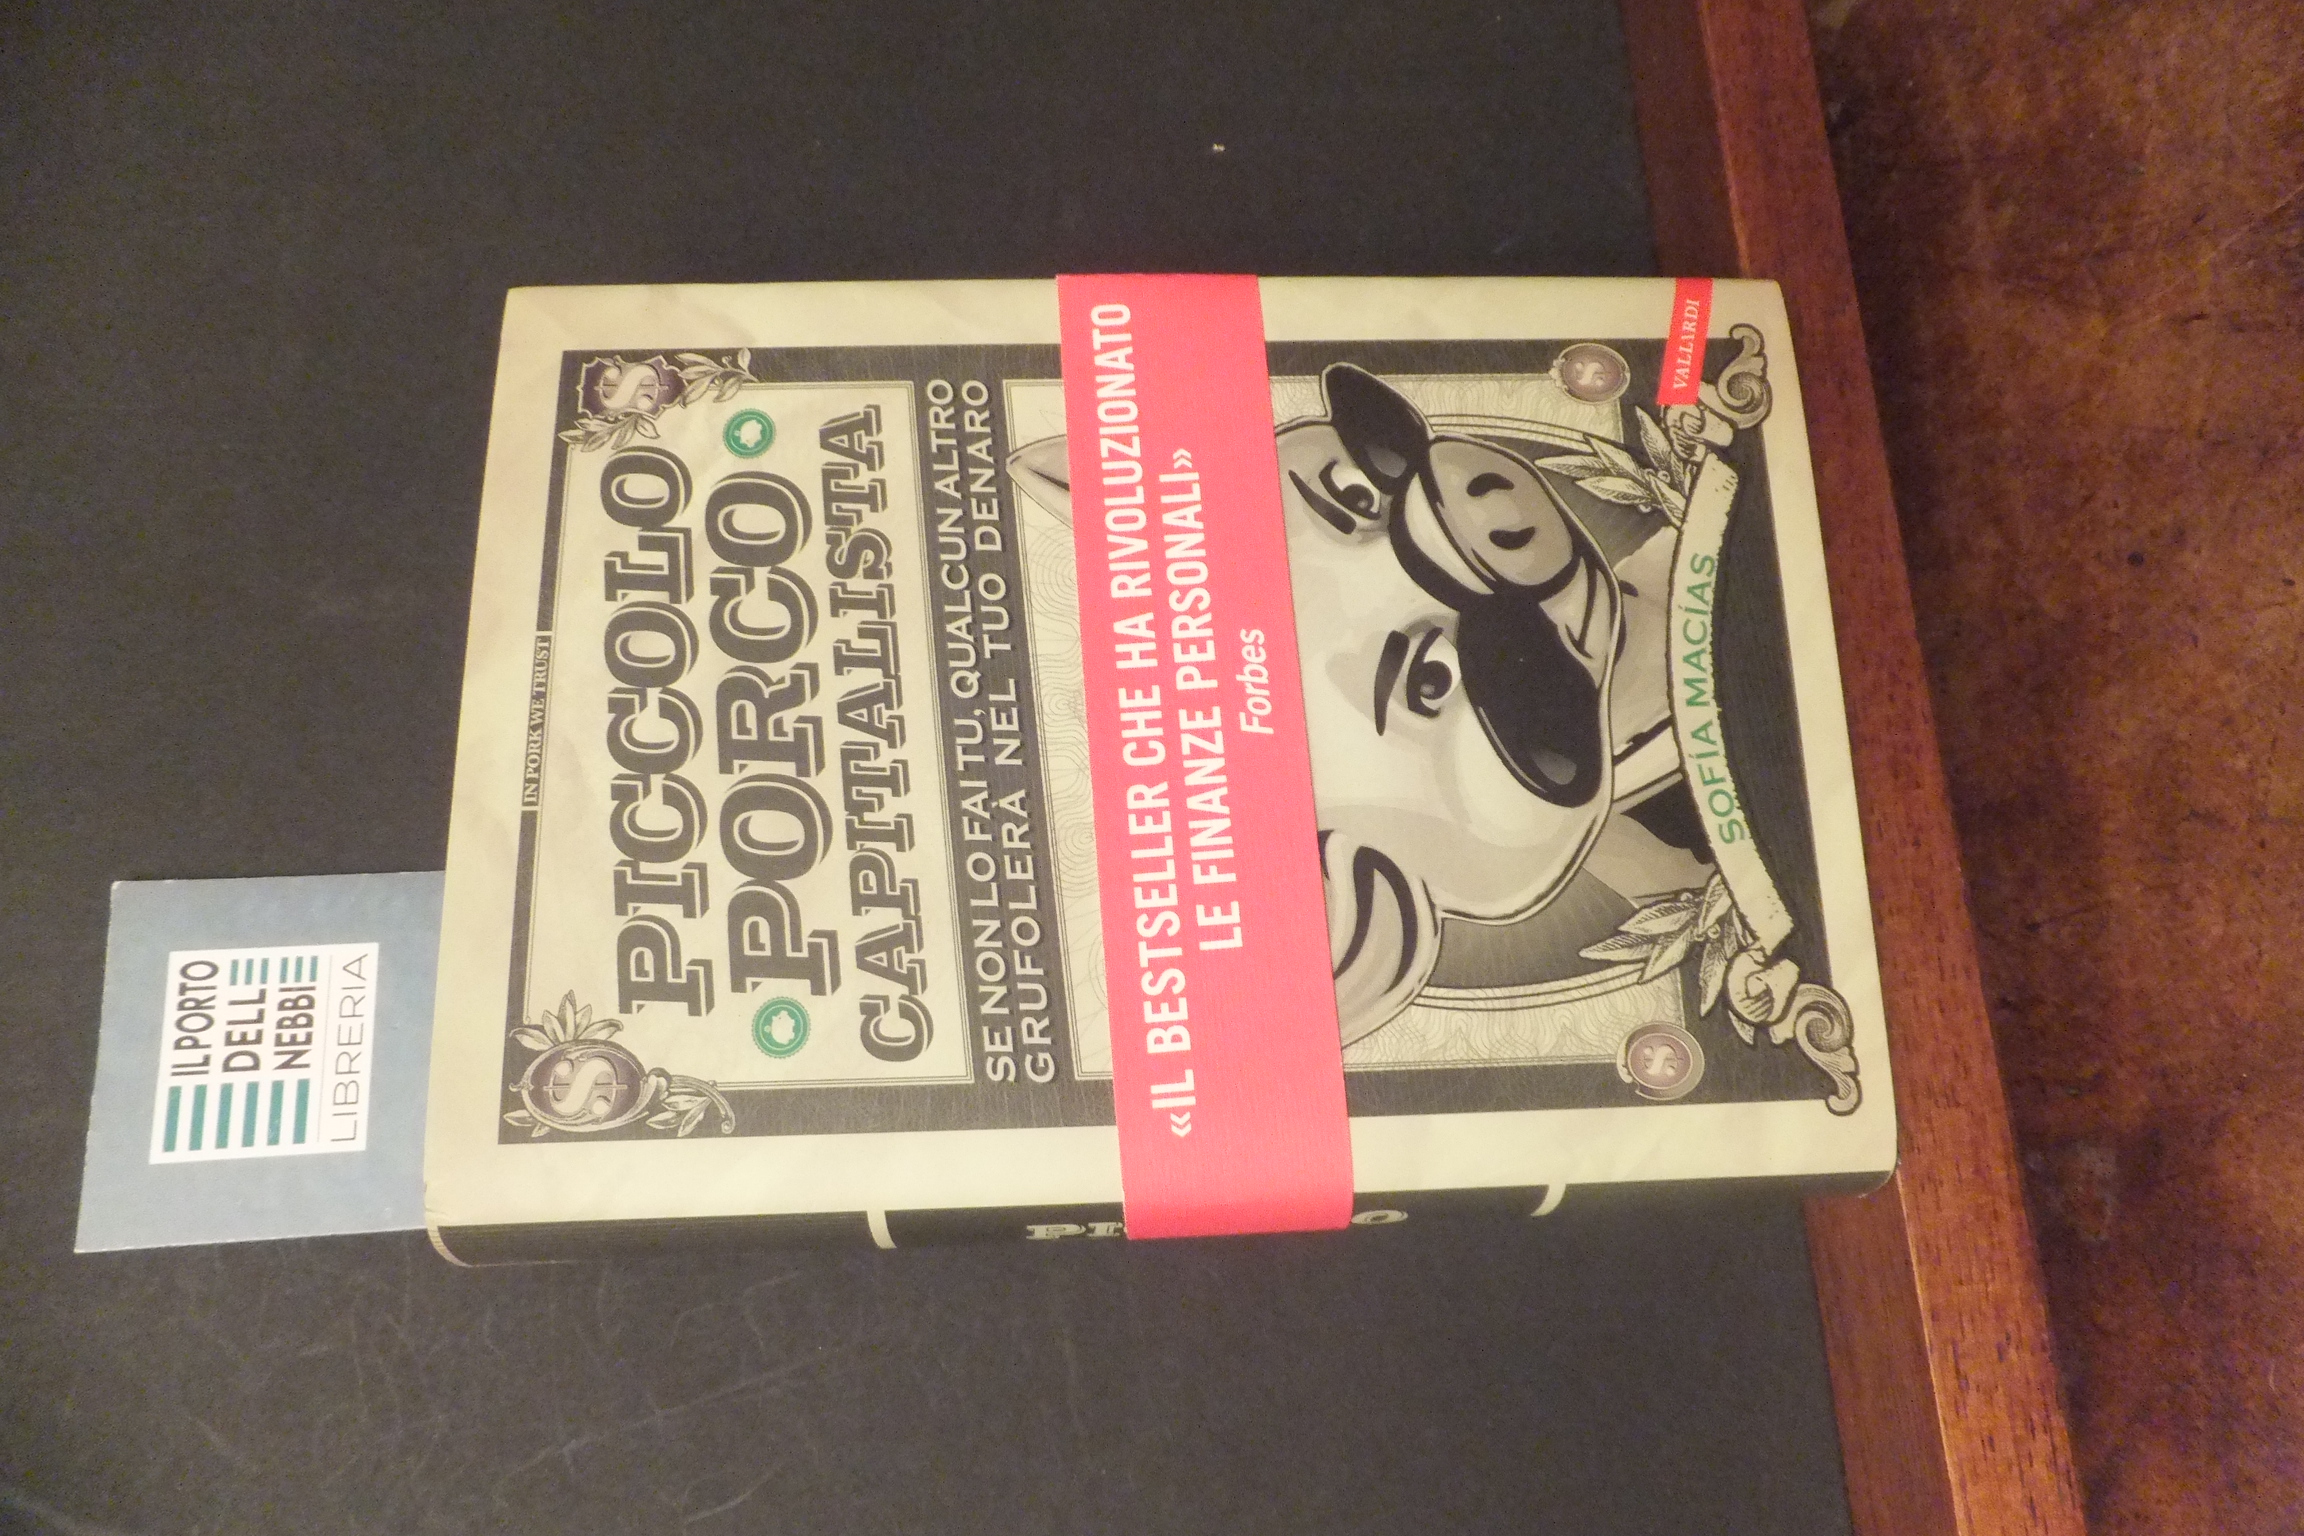 IL PORTO
DELLE
NEBBIE
LIBRERIA
IN PORK WE TRUST
PICCOLO
PORCO
CAPITALISTA
SE NON LO FAI TU, QUALCUN ALTRO
GRUFOLERÀ NEL TUO DENARO
«IL BESTSELLER CHE HA RIVOLUZIONATO
LE FINANZE PERSONALI»
Forbes
SOFÍA MACÍAS
VALLARDI